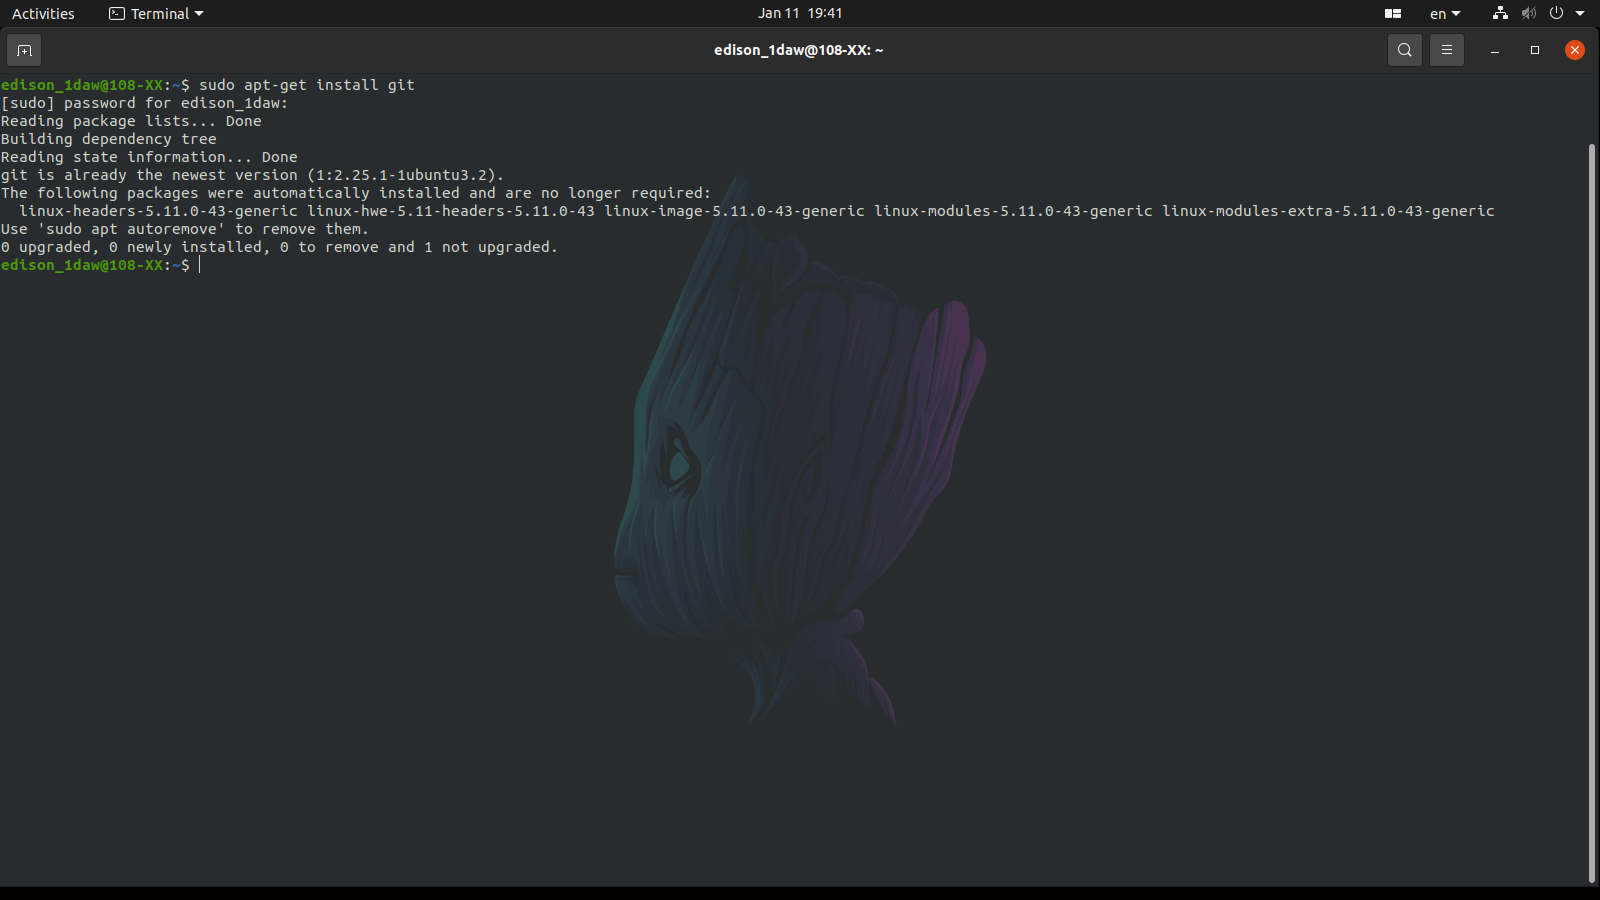 Activities Terminal Jan 11 19:41 en
edison_1daw@108-XX: ~
edison_1daw@108-XX:~$ sudo apt-get install git
[sudo] password for edison_1daw:
Reading package lists... Done
Building dependency tree
Reading state information... Done
git is already the newest version (1:2.25.1-1ubuntu3.2).
The following packages were automatically installed and are no longer required:
  linux-headers-5.11.0-43-generic linux-hwe-5.11-headers-5.11.0-43 linux-image-5.11.0-43-generic linux-modules-5.11.0-43-generic linux-modules-extra-5.11.0-43-generic
Use 'sudo apt autoremove' to remove them.
0 upgraded, 0 newly installed, 0 to remove and 1 not upgraded.
edison_1daw@108-XX:~$